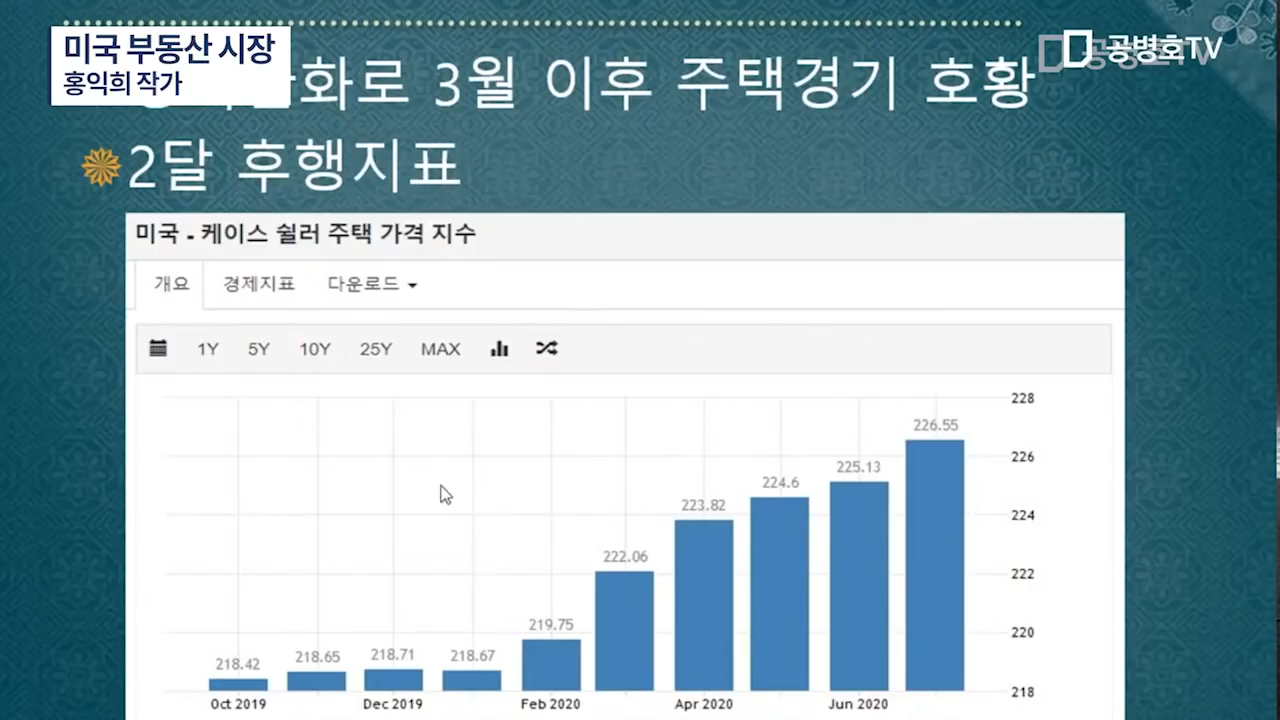 미국 부동산 시장
홍익희 작가
공병호TV
공병호TV
화로 3월 이후 주택경기 호황
2달 후행지표
미국 - 케이스 쉴러 주택 가격 지수
개요 경제지표 다운로드
1Y 5Y 10Y 25Y MAX
228
226.55
226
225.13
224.6
224
223.82
222.06
222
220
219.75
218.42 218.65 218.71 218.67
218
Oct 2019 Dec 2019 Feb 2020 Apr 2020 Jun 2020